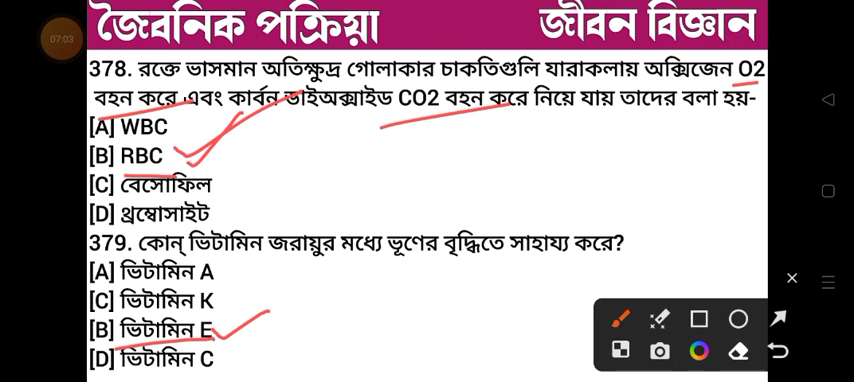 07:03
জৈবনিক পক্রিয়া
জীবন বিজ্ঞান
378. রক্তে ভাসমান অতিক্ষুদ্র গোলাকার চাকতিগুলি যারাকলায় অক্সিজেন O2
বহন করে এবং কার্বন ডাইঅক্সাইড CO2 বহন করে নিয়ে যায় তাদের বলা হয়-
[A] WBC
[B] RBC
[C] বেসোফিল
[D] থ্রম্বোসাইট
379. কোন্ ভিটামিন জরায়ুর মধ্যে ভূণের বৃদ্ধিতে সাহায্য করে?
[A] ভিটামিন A
[C] ভিটামিন K
[B] ভিটামিন E
[D] ভিটামিন C